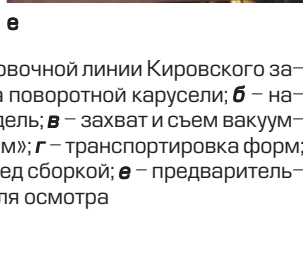 е
ровочной линии Кировского за–
а поворотной карусели; б – на–
дель; в – захват и съем вакуум–
м»; г – транспортировка форм;
ед сборкой; е – предваритель–
ля осмотра